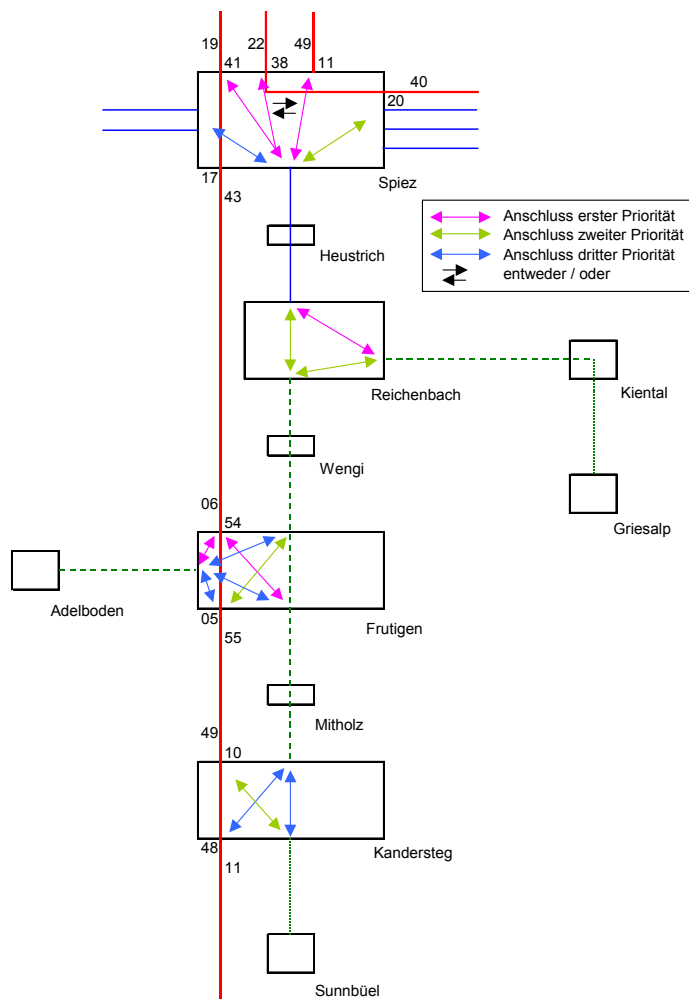 19 22 49
41 38 11
40
20
17 Spiez
43
Anschluss erster Priorität
Anschluss zweiter Priorität
Anschluss dritter Priorität
entweder / oder
Heustrich
Reichenbach Kiental
Wengi
06
54
Griesalp
Adelboden
05 Frutigen
55
Mitholz
49
10
48 Kandersteg
11
Sunnbüel